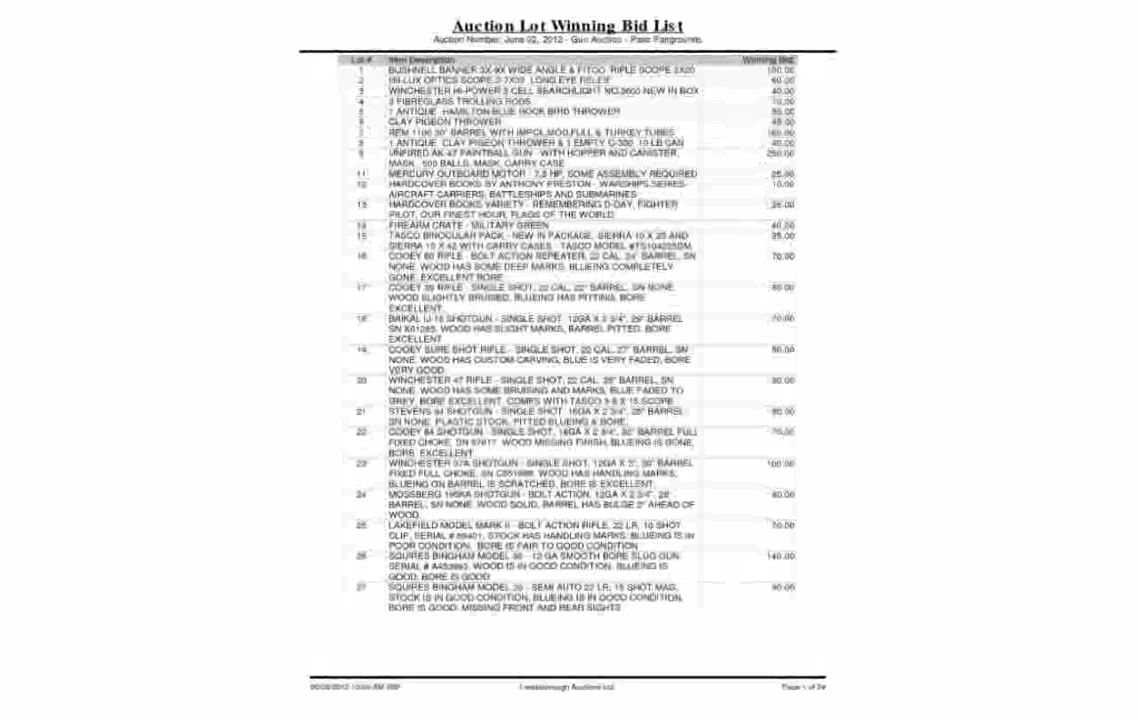 Auction Lot Winning Bid List
Auction Number: June 02, 2012 - Gun Auction - Paris Fairgrounds
Lot # Item Description Winning Bid
1 BUSHNELL BANNER 3X-9X WIDE ANGLE & RIFLE SCOPE 100.00
2 HI-LUX OPTICS SCOPE 2-7X32 LONG EYE RELIEF 60.00
3 WINCHESTER HI-POWER 5 CELL SEARCHLIGHT NEW IN BOX 40.00
4 3 FIBREGLASS TROLLING RODS 10.00
5 1 ANTIQUE HAMILTON BLUE ROCK BIRD THROWER
6 CLAY PIGEON THROWER
7 REM 1100 30" BARREL WITH IMPCL,MOD,FULL & TURKEY TUBES
8 1 ANTIQUE CLAY PIGEON THROWER & 1 EMPTY 10 LB CAN 40.00
9 UNFIRED AK-47 PAINTBALL GUN - WITH HOPPER AND CANISTER, 250.00
MASK, 500 BALLS, MASK, CARRY CASE
11 MERCURY OUTBOARD MOTOR - HP, SOME ASSEMBLY REQUIRED 25.00
12 HARDCOVER BOOKS BY ANTHONY PRESTON - WARSHIPS SERIES- 10.00
AIRCRAFT CARRIERS, BATTLESHIPS AND SUBMARINES
13 HARDCOVER BOOKS VARIETY - REMEMBERING D-DAY, FIGHTER
PILOT, OUR FINEST HOUR, FLAGS OF THE WORLD
14 FIREARM CRATE - MILITARY GREEN 40.00
15 TASCO BINOCULAR PACK - NEW IN PACKAGE, SIERRA 10 X 25 AND 35.00
SIERRA 10 X 42 WITH CARRY CASES - TASCO MODEL
16 COOEY 60 RIFLE - BOLT ACTION REPEATER, 22 CAL, 24" BARREL, SN 70.00
NONE, WOOD HAS SOME DEEP MARKS, BLUEING COMPLETELY
GONE, EXCELLENT BORE
17 COOEY 39 RIFLE - SINGLE SHOT, 22 CAL, 22" BARREL, SN NONE,
WOOD SLIGHTLY BRUISED, BLUEING HAS PITTING, BORE
EXCELLENT
18 BAIKAL IJ-18 SHOTGUN - SINGLE SHOT 12GA X 2 3/4", BARREL 70.00
SN WOOD HAS SLIGHT MARKS, BARREL PITTED, BORE
EXCELLENT
19 COOEY SURE SHOT RIFLE - SINGLE SHOT, 22 CAL, 27" BARREL, SN
NONE, WOOD HAS CUSTOM CARVING, BLUE IS VERY FADED, BORE
VERY GOOD
20 WINCHESTER 47 RIFLE - SINGLE SHOT, 22 CAL, BARREL, SN
NONE, WOOD HAS SOME BRUISING AND MARKS, BLUE FADED TO
GREY, BORE EXCELLENT, COMES WITH TASCO SCOPE
21 STEVENS 94 SHOTGUN - SINGLE SHOT 16GA X 2 3/4", 28" BARREL
SN NONE, PLASTIC STOCK, PITTED BLUEING & BORE
22 COOEY 84 SHOTGUN - SINGLE SHOT, 16GA X 2 3/4", 30" BARREL FULL 70.00
FIXED CHOKE, SN WOOD MISSING FINISH, BLUEING IS GONE,
BORE EXCELLENT
23 WINCHESTER 37A SHOTGUN - SINGLE SHOT, 12GA X 3", 30" BARREL 100.00
FIXED FULL CHOKE, SN WOOD HAS HANDLING MARKS,
BLUEING ON BARREL IS SCRATCHED, BORE IS EXCELLENT
24 MOSSBERG 195KA SHOTGUN - BOLT ACTION, 12GA X 2 3/4", 28"
BARREL, SN NONE, WOOD SOLID, BARREL HAS BULGE 2" AHEAD OF
WOOD
25 LAKEFIELD MODEL MARK II - BOLT ACTION RIFLE, 22 LR, 10 SHOT 70.00
CLIP, SERIAL # STOCK HAS HANDLING MARKS, BLUEING IS IN
POOR CONDITION, BORE IS FAIR TO GOOD CONDITION
26 SQUIRES BINGHAM MODEL 30 - 12 GA SMOOTH BORE SLUG GUN, 140.00
SERIAL # WOOD IS IN GOOD CONDITION, BLUEING IS
GOOD, BORE IS GOOD
27 SQUIRES BINGHAM MODEL 20 - SEMI AUTO 22 LR, 15 SHOT MAG,
STOCK IS IN GOOD CONDITION, BLUEING IS IN GOOD CONDITION,
BORE IS GOOD, MISSING FRONT AND REAR SIGHTS
Auctions Ltd
Page 1 of